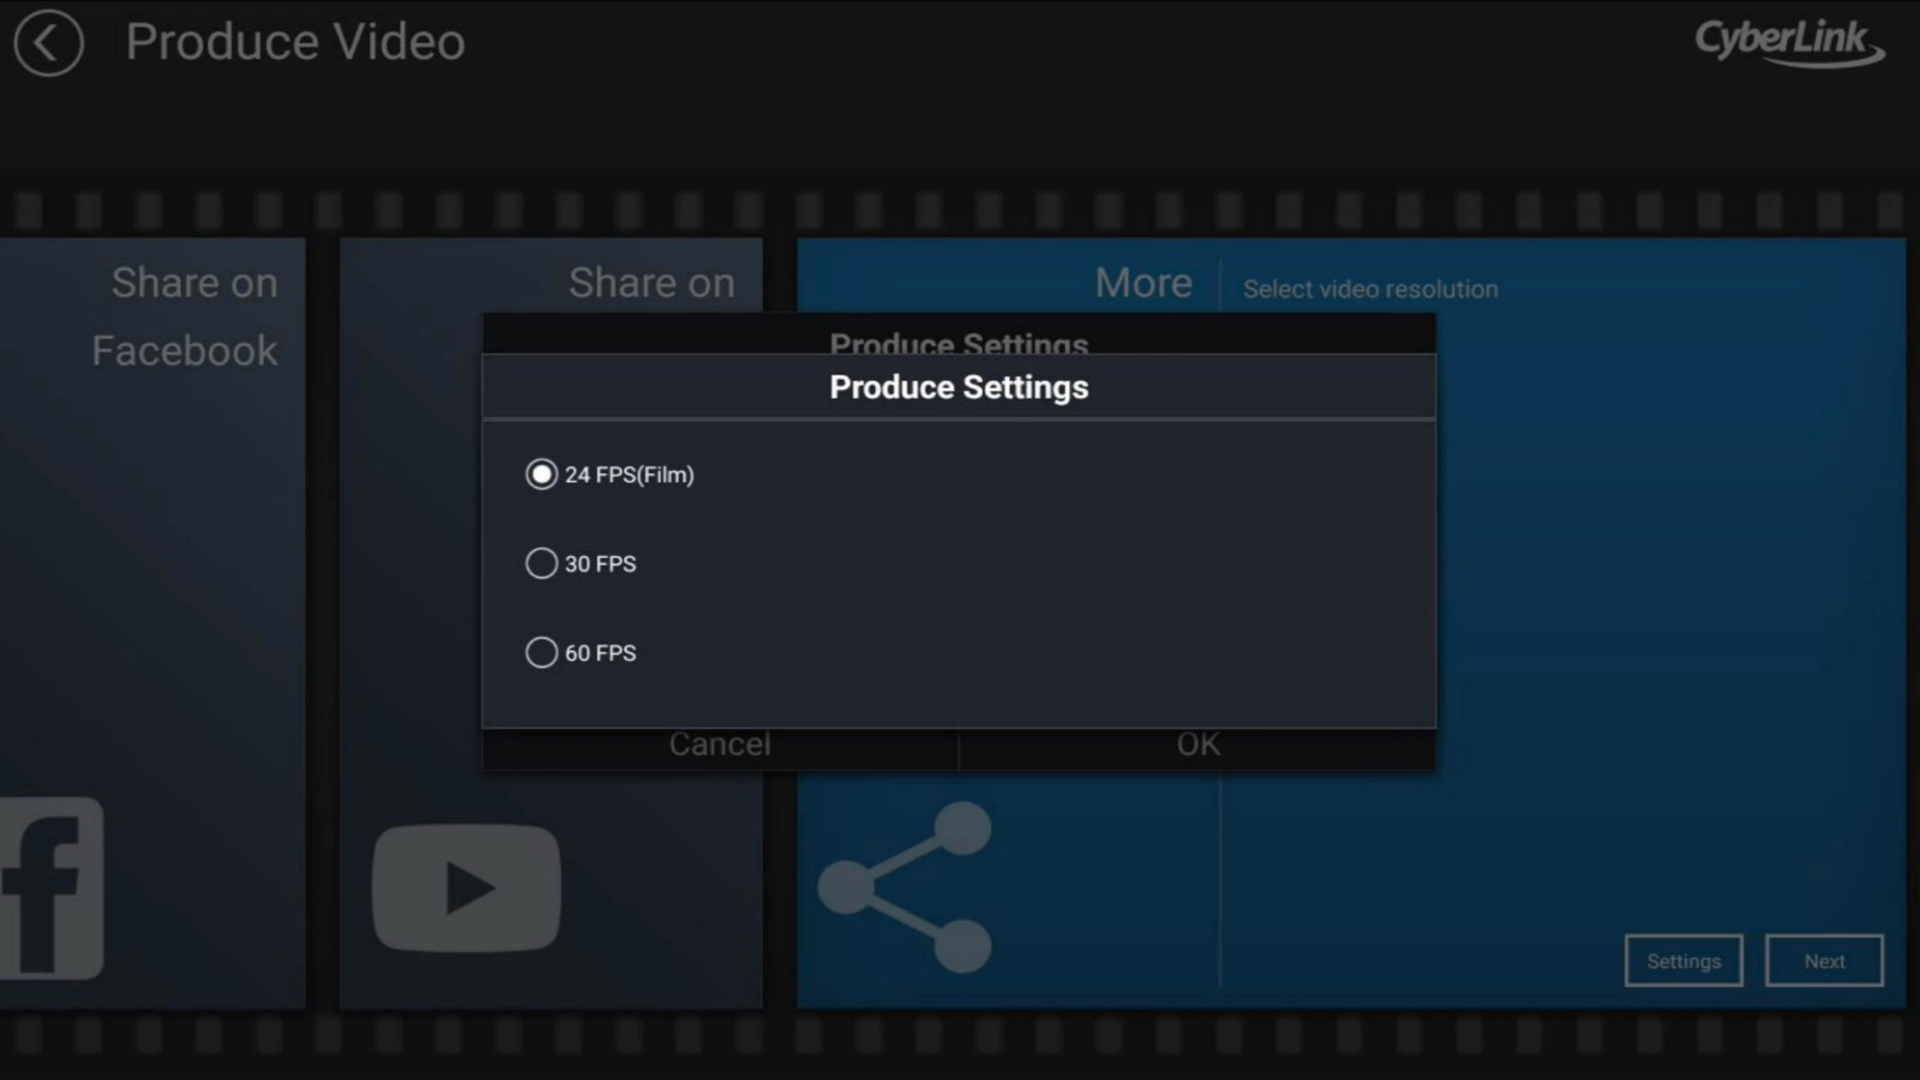 Produce Video
CyberLink
Share on
Facebook
Share on
More
Select video resolution
Produce Settings
Produce Settings
24 FPS(Film)
30 FPS
60 FPS
Cancel
OK
Settings
Next